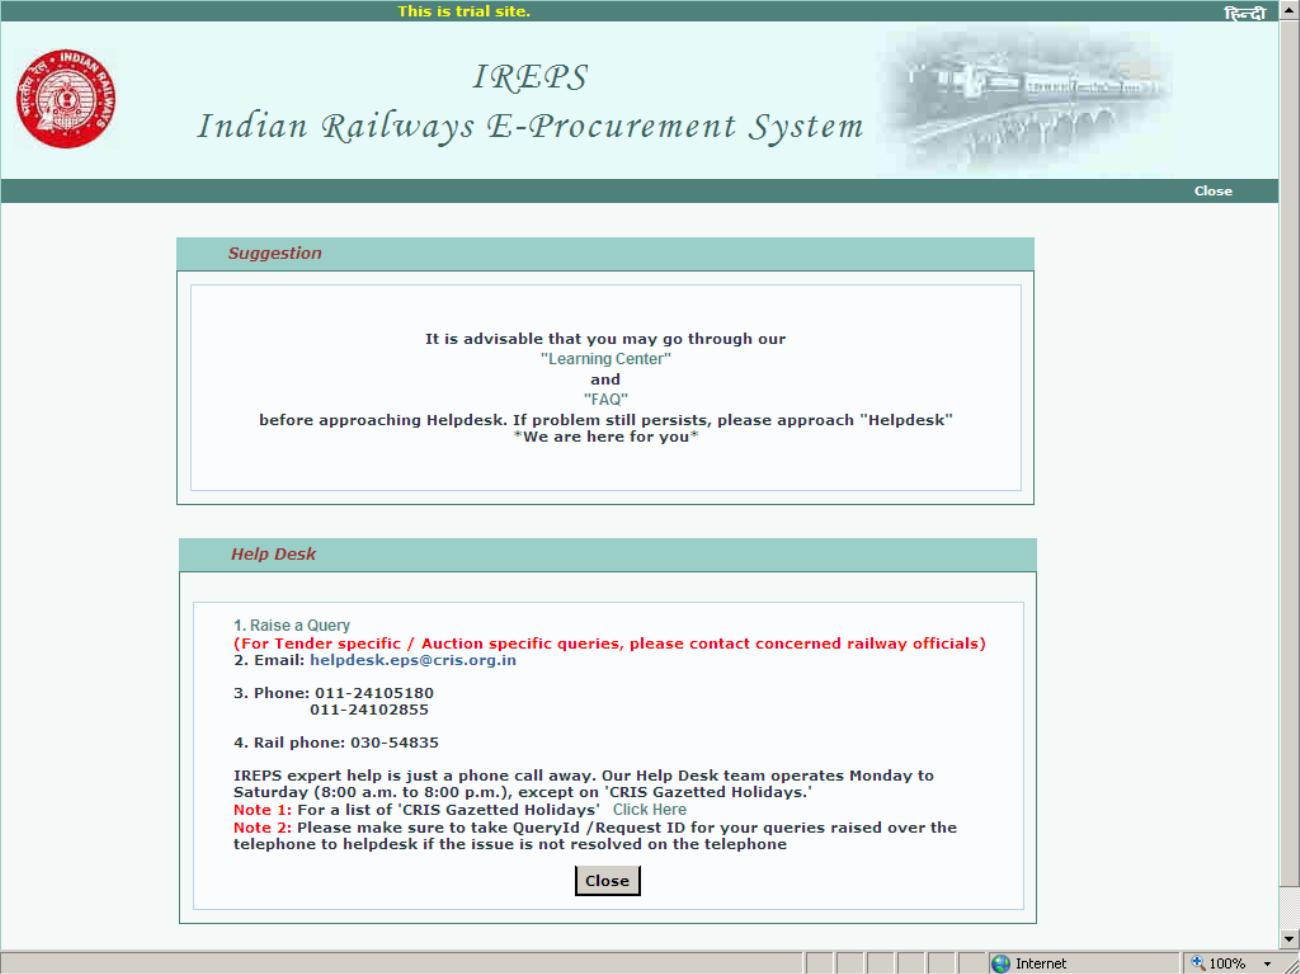 This is trial site.
हिन्दी
INDIAN RAILWAYS
भारतीय रेल
IREPS
Indian Railways E-Procurement System
Close
Suggestion
It is advisable that you may go through our
"Learning Center"
and
"FAQ"
before approaching Helpdesk. If problem still persists, please approach "Helpdesk"
*We are here for you*
Help Desk
1. Raise a Query
(For Tender specific / Auction specific queries, please contact concerned railway officials)
2. Email: helpdesk.eps@cris.org.in
3. Phone: 011-24105180
011-24102855
4. Rail phone: 030-54835
IREPS expert help is just a phone call away. Our Help Desk team operates Monday to
Saturday (8:00 a.m. to 8:00 p.m.), except on 'CRIS Gazetted Holidays.'
Note 1: For a list of 'CRIS Gazetted Holidays' Click Here
Note 2: Please make sure to take QueryId /Request ID for your queries raised over the
telephone to helpdesk if the issue is not resolved on the telephone
Close
Internet
100%